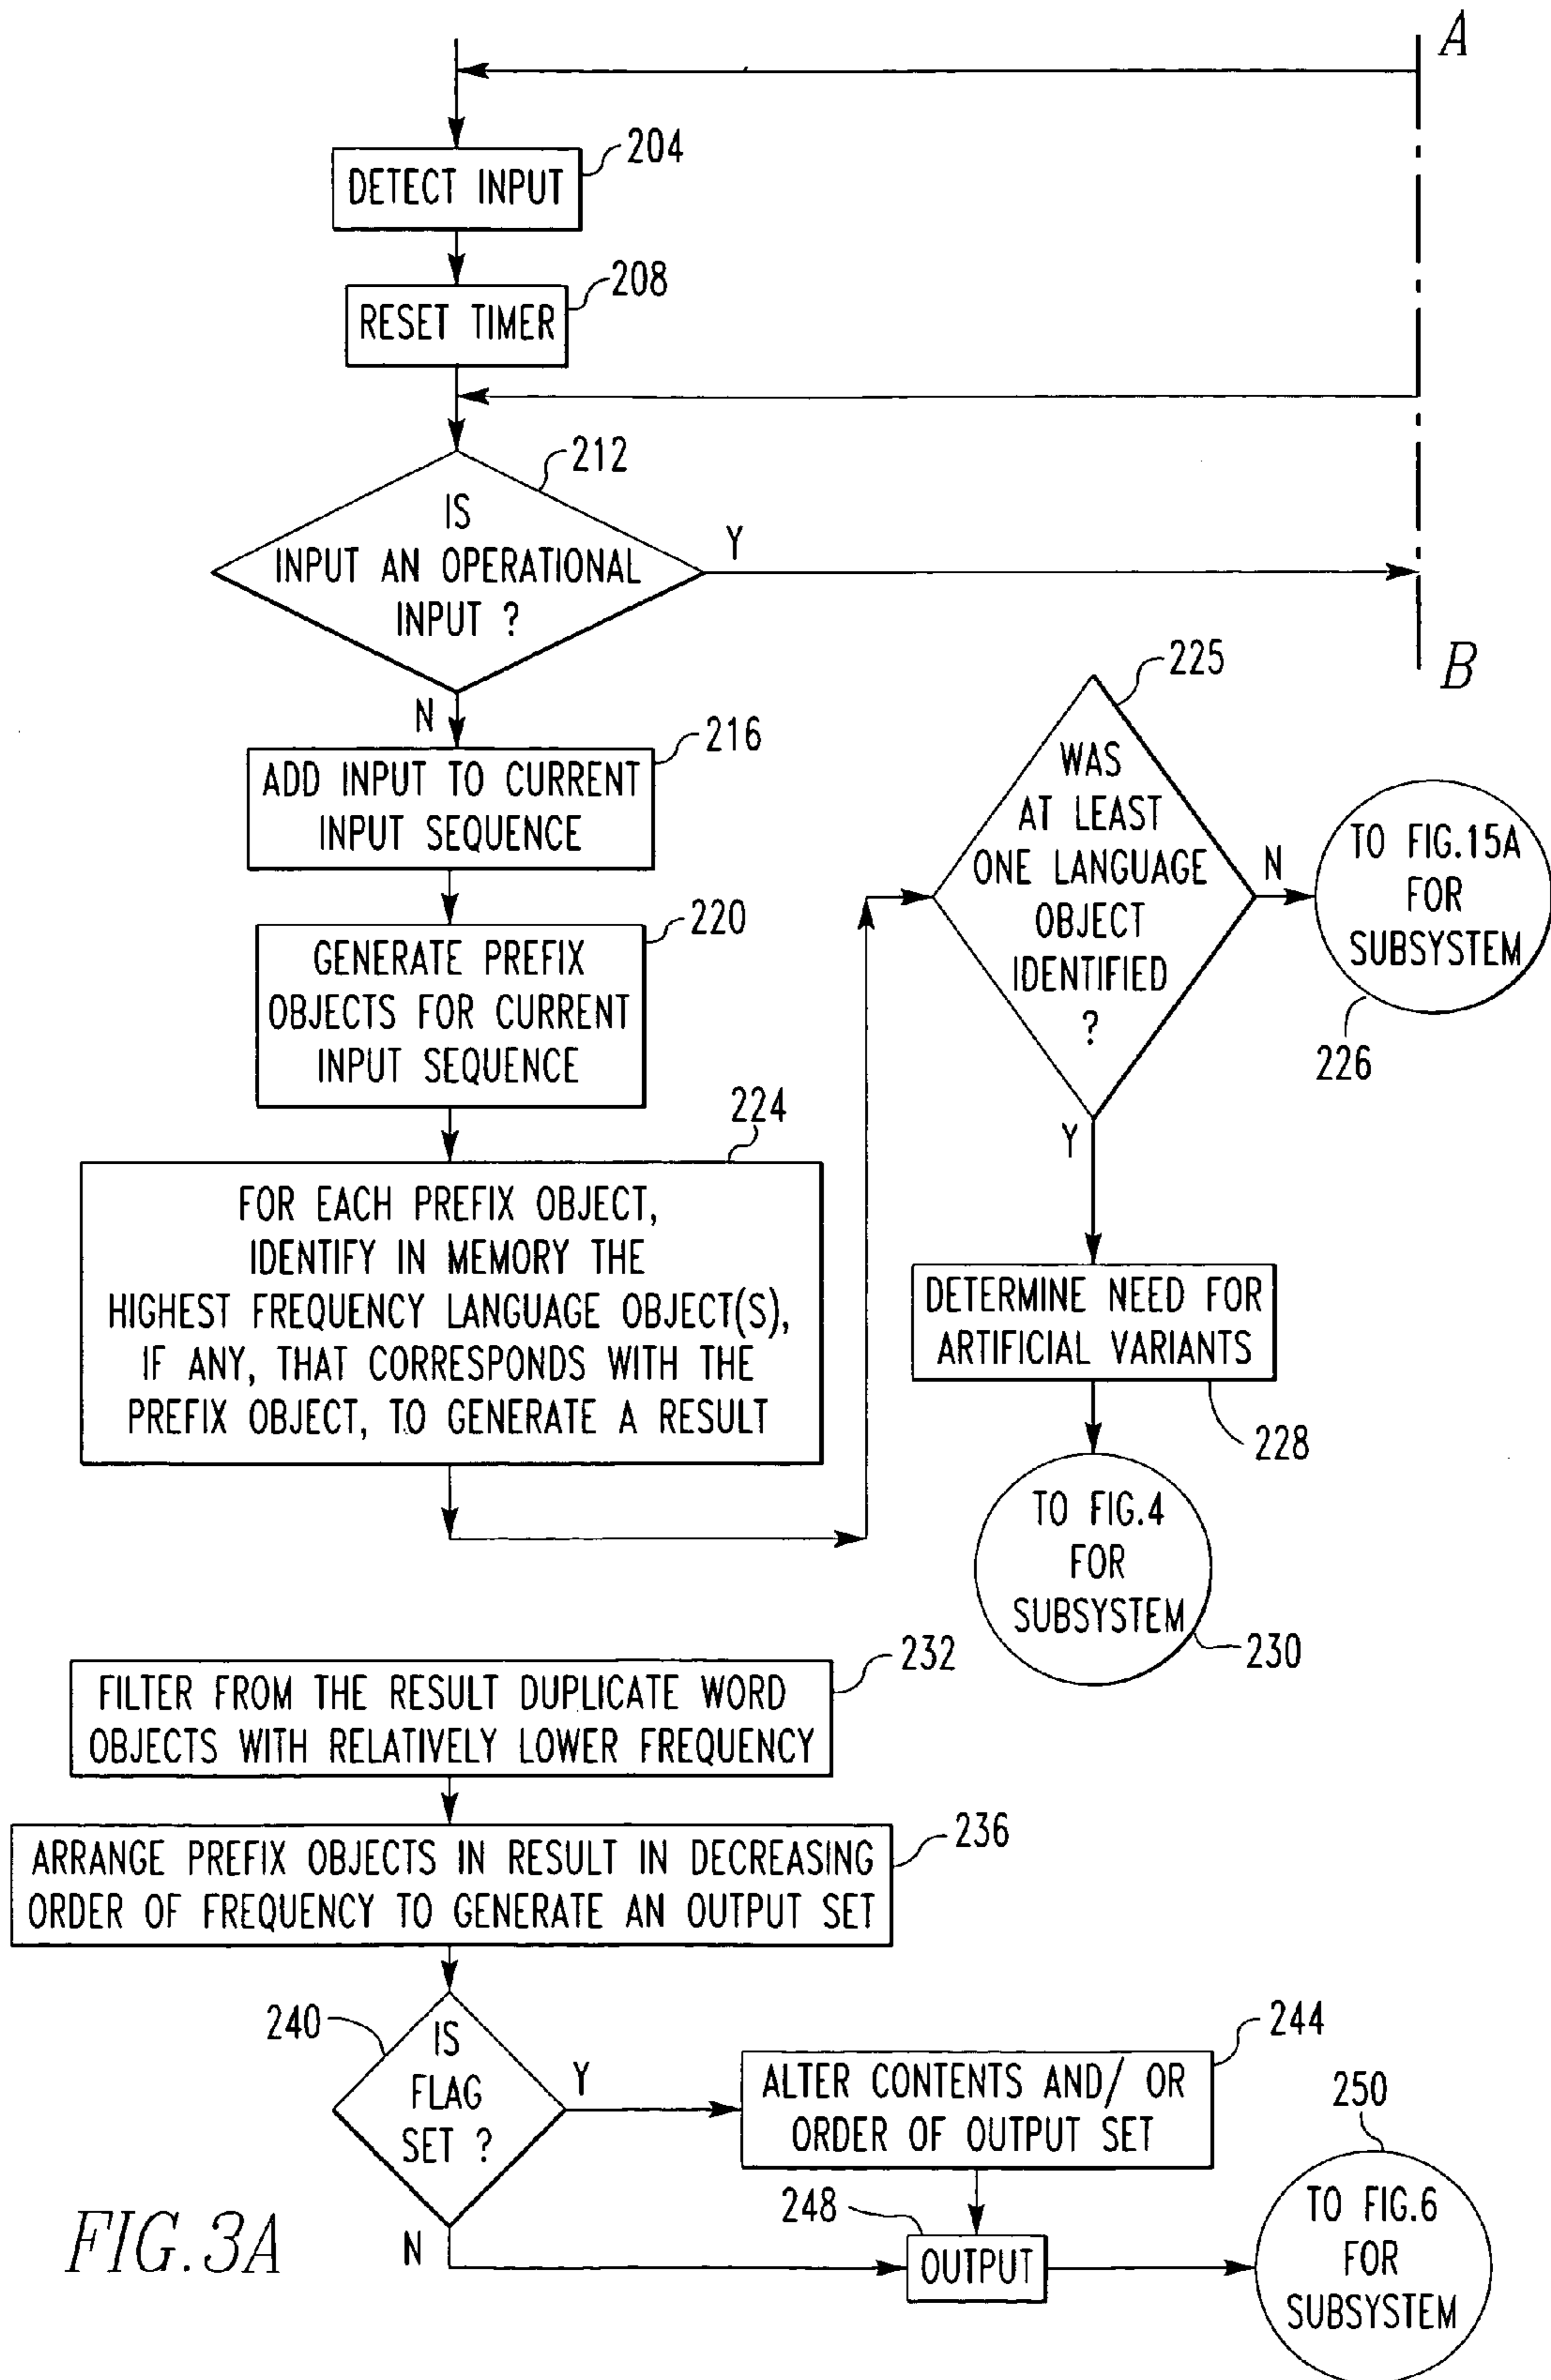 A
204
DETECT INPUT
208
RESET TIMER
212
IS
INPUT AN OPERATIONAL
INPUT ?
Y
B
N
216
ADD INPUT TO CURRENT
INPUT SEQUENCE
220
GENERATE PREFIX
OBJECTS FOR CURRENT
INPUT SEQUENCE
224
FOR EACH PREFIX OBJECT,
IDENTIFY IN MEMORY THE
HIGHEST FREQUENCY LANGUAGE OBJECT(S),
IF ANY, THAT CORRESPONDS WITH THE
PREFIX OBJECT, TO GENERATE A RESULT
225
WAS
AT LEAST
ONE LANGUAGE
OBJECT
IDENTIFIED
?
N
TO FIG.15A
FOR
SUBSYSTEM
226
Y
DETERMINE NEED FOR
ARTIFICIAL VARIANTS
228
TO FIG.4
FOR
SUBSYSTEM
230
232
FILTER FROM THE RESULT DUPLICATE WORD
OBJECTS WITH RELATIVELY LOWER FREQUENCY
236
ARRANGE PREFIX OBJECTS IN RESULT IN DECREASING
ORDER OF FREQUENCY TO GENERATE AN OUTPUT SET
240
IS
FLAG
SET ?
Y
244
ALTER CONTENTS AND/ OR
ORDER OF OUTPUT SET
N
248
OUTPUT
250
TO FIG.6
FOR
SUBSYSTEM
FIG.3A